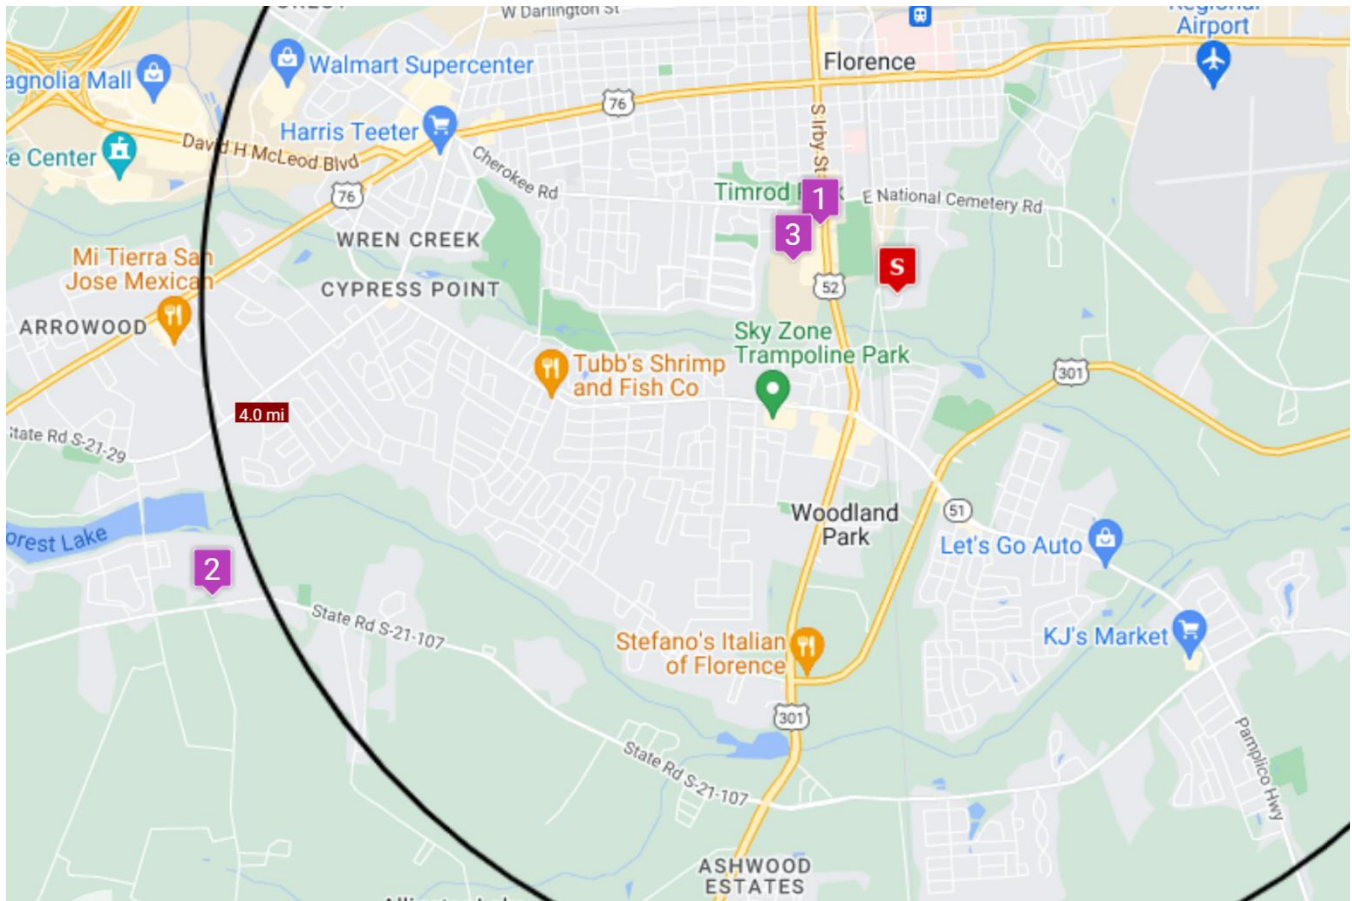 W Darlington St
Regional
Airport
Florence
agnolia Mall
Walmart Supercenter
76
S Irby St
Harris Teeter
David H McLeod Blvd
e Center
Cherokee Rd
76
Timrod
1
E National Cemetery Rd
3
WREN CREEK
Mi Tierra San
Jose Mexican
S
CYPRESS POINT
52
ARROWOOD
Sky Zone
Trampoline Park
Tubb's Shrimp
and Fish Co
301
4.0 mi
State Rd S-21-29
Woodland
Park
51
orest Lake
Let's Go Auto
2
State Rd S-21-107
Stefano's Italian
of Florence
KJ's Market
301
State Rd S-21-107
Pamplico Hwy
ASHWOOD
ESTATES